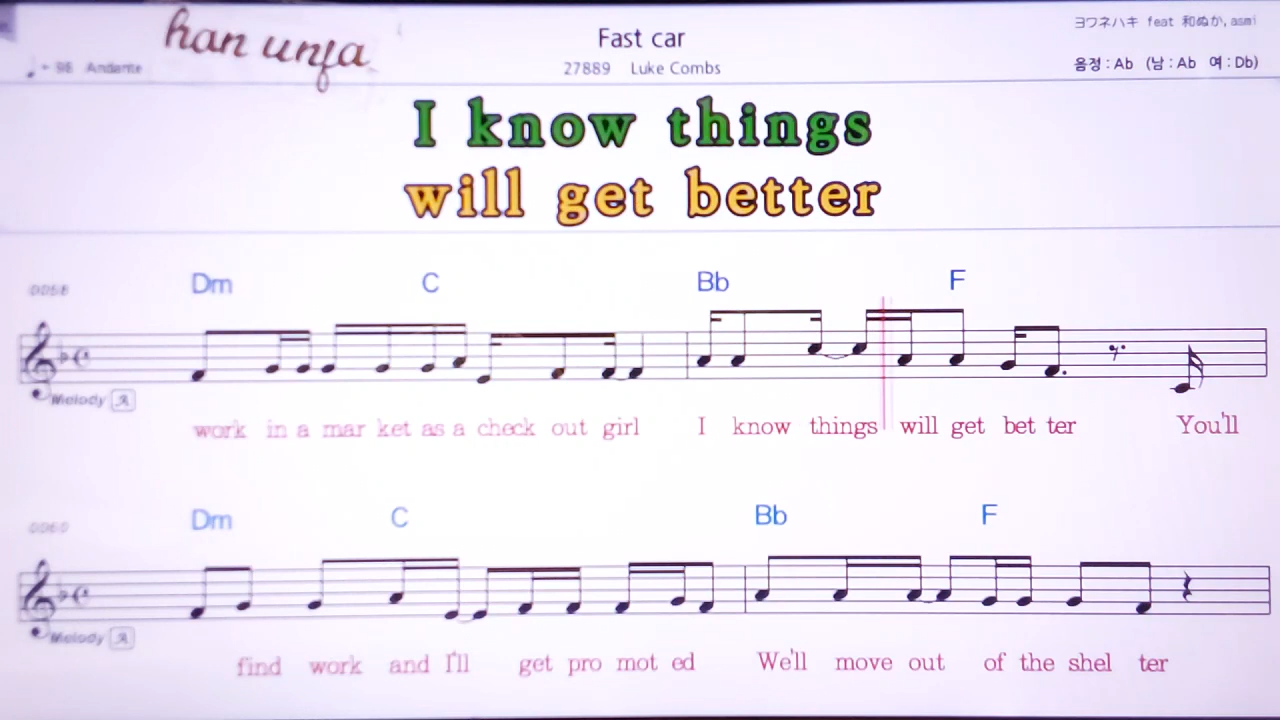 han unja
Fast car
ヨワネハキ feat 和ぬか, asmi
♩= 98 Andante
27889 Luke Combs
음정 : Ab (남 : Ab 여 : Db)
I know things
will get better
0058
Dm C Bb F
Melody A
work in a mar ket as a check out girl I know things will get bet ter You'll
0060
Dm C Bb F
Melody A
find work and I'll get pro mot ed We'll move out of the shel ter